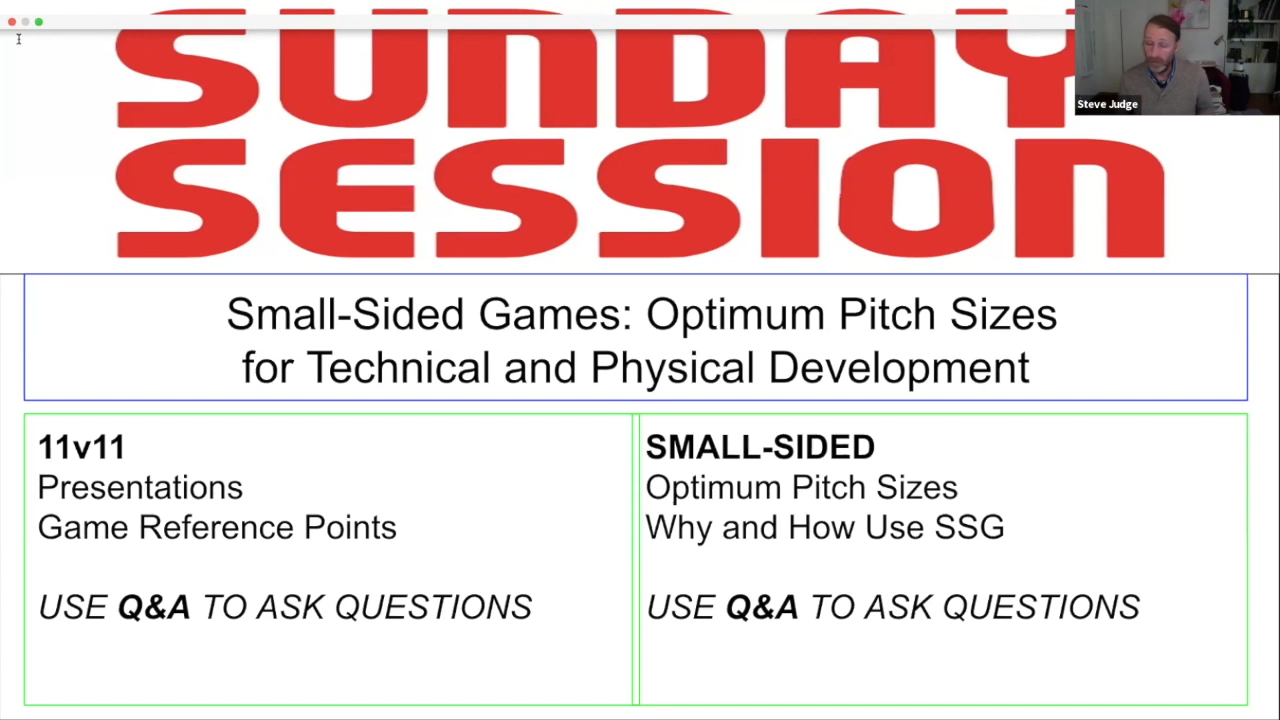 SUNDAY
SESSION
Steve Judge
Small-Sided Games: Optimum Pitch Sizes
for Technical and Physical Development
11v11
Presentations
Game Reference Points
USE Q&A TO ASK QUESTIONS
SMALL-SIDED
Optimum Pitch Sizes
Why and How Use SSG
USE Q&A TO ASK QUESTIONS